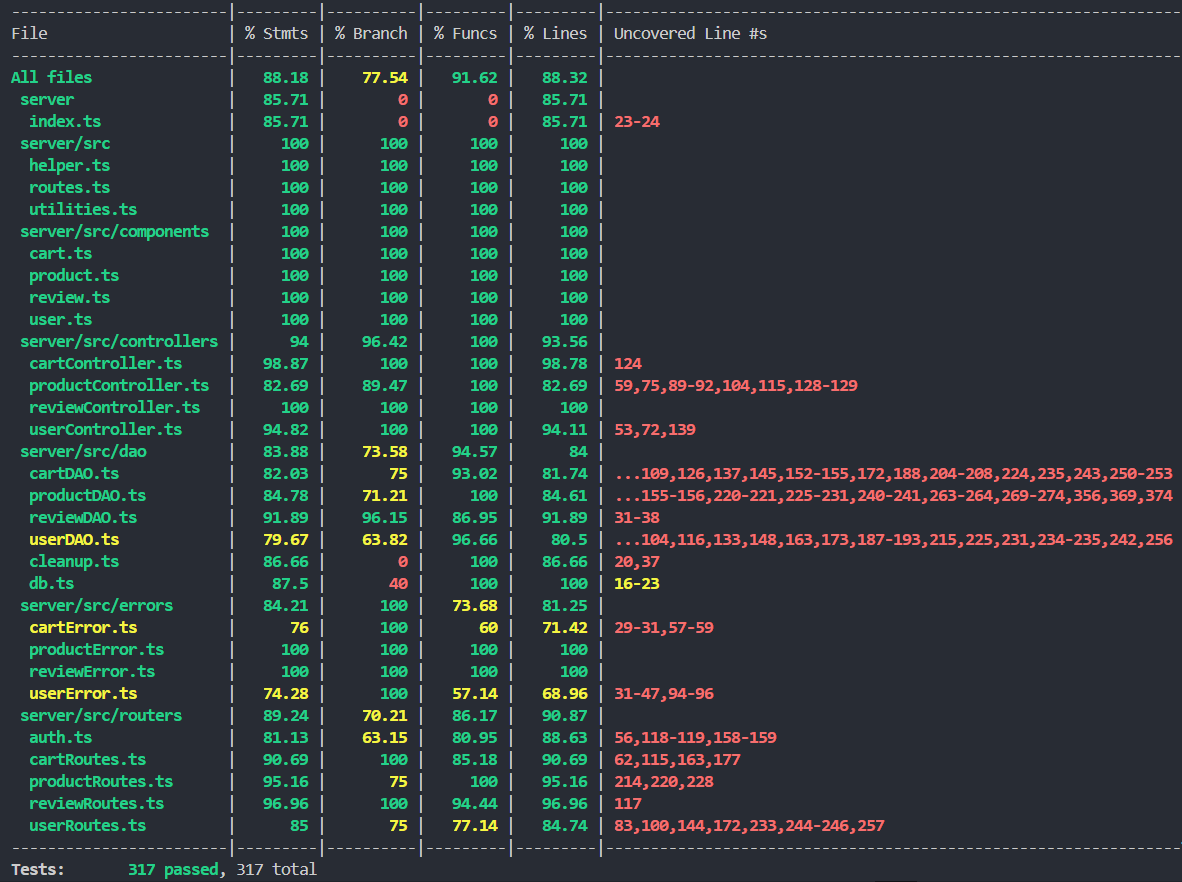 -----------------------|---------|----------|---------|---------|---------------------------------------------------------------
File | % Stmts | % Branch | % Funcs | % Lines | Uncovered Line #s
-----------------------|---------|----------|---------|---------|---------------------------------------------------------------
All files | 88.18 | 77.54 | 91.62 | 88.32 |
server | 85.71 | 0 | 0 | 85.71 |
index.ts | 85.71 | 0 | 0 | 85.71 | 23-24
server/src | 100 | 100 | 100 | 100 |
helper.ts | 100 | 100 | 100 | 100 |
routes.ts | 100 | 100 | 100 | 100 |
utilities.ts | 100 | 100 | 100 | 100 |
server/src/components | 100 | 100 | 100 | 100 |
cart.ts | 100 | 100 | 100 | 100 |
product.ts | 100 | 100 | 100 | 100 |
review.ts | 100 | 100 | 100 | 100 |
user.ts | 100 | 100 | 100 | 100 |
server/src/controllers | 94 | 96.42 | 100 | 93.56 |
cartController.ts | 98.87 | 100 | 100 | 98.78 | 124
productController.ts | 82.69 | 89.47 | 100 | 82.69 | 59,75,89-92,104,115,128-129
reviewController.ts | 100 | 100 | 100 | 100 |
userController.ts | 94.82 | 100 | 100 | 94.11 | 53,72,139
server/src/dao | 83.88 | 73.58 | 94.57 | 84 |
cartDAO.ts | 82.03 | 75 | 93.02 | 81.74 | ...109,126,137,145,152-155,172,188,204-208,224,235,243,250-253
productDAO.ts | 84.78 | 71.21 | 100 | 84.61 | ...155-156,220-221,225-231,240-241,263-264,269-274,356,369,374
reviewDAO.ts | 91.89 | 96.15 | 86.95 | 91.89 | 31-38
userDAO.ts | 79.67 | 63.82 | 96.66 | 80.5 | ...104,116,133,148,163,173,187-193,215,225,231,234-235,242,256
cleanup.ts | 86.66 | 0 | 100 | 86.66 | 20,37
db.ts | 87.5 | 40 | 100 | 100 | 16-23
server/src/errors | 84.21 | 100 | 73.68 | 81.25 |
cartError.ts | 76 | 100 | 60 | 71.42 | 29-31,57-59
productError.ts | 100 | 100 | 100 | 100 |
reviewError.ts | 100 | 100 | 100 | 100 |
userError.ts | 74.28 | 100 | 57.14 | 68.96 | 31-47,94-96
server/src/routers | 89.24 | 70.21 | 86.17 | 90.87 |
auth.ts | 81.13 | 63.15 | 80.95 | 88.63 | 56,118-119,158-159
cartRoutes.ts | 90.69 | 100 | 85.18 | 90.69 | 62,115,163,177
productRoutes.ts | 95.16 | 75 | 100 | 95.16 | 214,220,228
reviewRoutes.ts | 96.96 | 100 | 94.44 | 96.96 | 117
userRoutes.ts | 85 | 75 | 77.14 | 84.74 | 83,100,144,172,233,244-246,257
-----------------------|---------|----------|---------|---------|---------------------------------------------------------------
Tests: 317 passed, 317 total